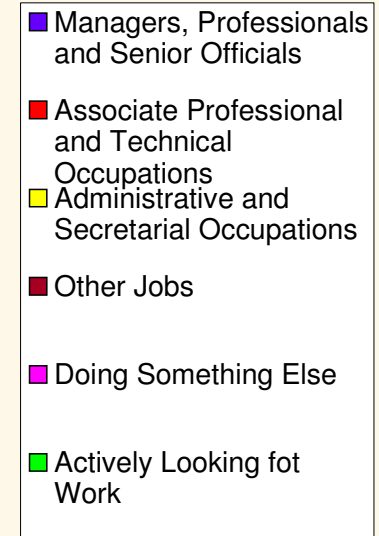 Managers, Professionals
and Senior Officials
Associate Professional
and Technical
Occupations
Administrative and
Secretarial Occupations
Other Jobs
Doing Something Else
Actively Looking fot
Work